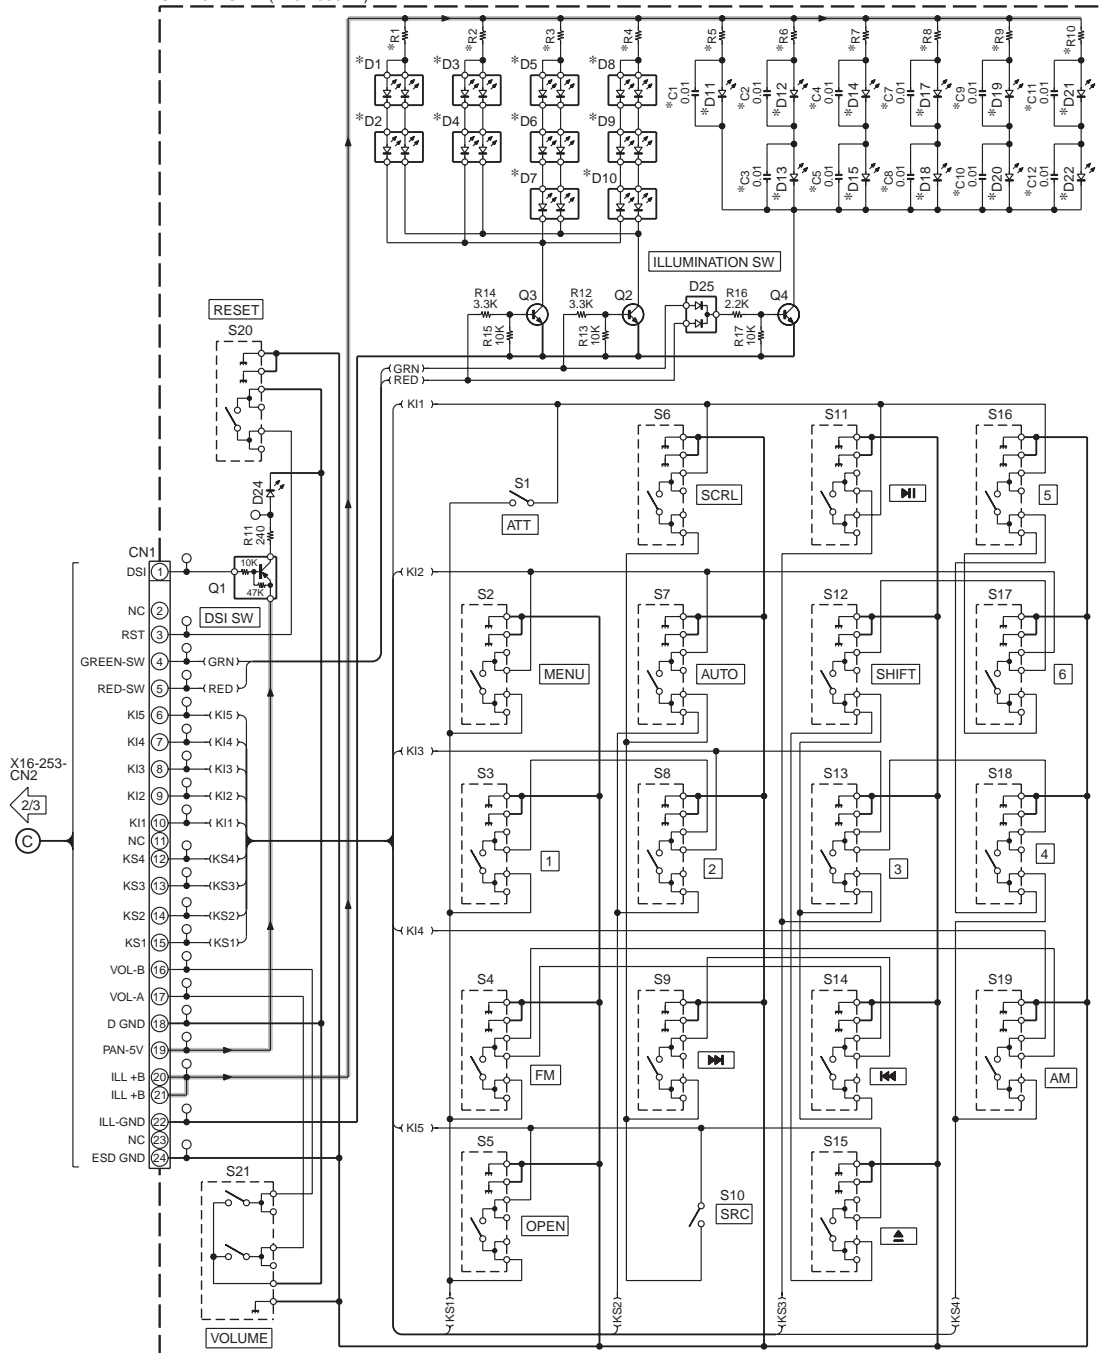 *R1
*R2
*R3
*R4
*R5
*R6
*R7
*R8
*R9
*R10
*D1
*D3
*D5
*D8
*C1
0.01
*D11
*C2
0.01
*D12
*C4
0.01
*D14
*C7
0.01
*D17
*C9
0.01
*D19
*C11
0.01
*D21
*D2
*D4
*D6
*D9
*D7
*D10
*C3
0.01
*D13
*C5
0.01
*D15
*C8
0.01
*D18
*C10
0.01
*D20
*C12
0.01
*D22
ILLUMINATION SW
RESET
S20
R14
3.3K
Q3
R15
10K
R12
3.3K
Q2
R13
10K
D25
R16
2.2K
Q4
R17
10K
GRN
RED
KI1
S6
S11
S16
S1
ATT
SCRL
5
D24
R11
240
CN1
10K
47K
Q1
DSI SW
KI2
S2
S7
S12
S17
MENU
AUTO
SHIFT
6
DSI 1
NC 2
RST 3
GREEN-SW 4 GRN
RED-SW 5 RED
KI5 6 KI5
KI4 7 KI4
KI3 8 KI3
KI2 9 KI2
KI1 10 KI1
NC 11
KS4 12 KS4
KS3 13 KS3
KS2 14 KS2
KS1 15 KS1
VOL-B 16
VOL-A 17
D GND 18
PAN-5V 19
ILL +B 20
ILL +B 21
ILL-GND 22
NC 23
ESD GND 24
X16-253-
CN2
2/3
C
KI3
S3
S8
S13
S18
1
2
3
4
KI4
S4
S9
S14
S19
FM
AM
KI5
S5
S10
SRC
S15
OPEN
S21
VOLUME
KS1
KS2
KS3
KS4